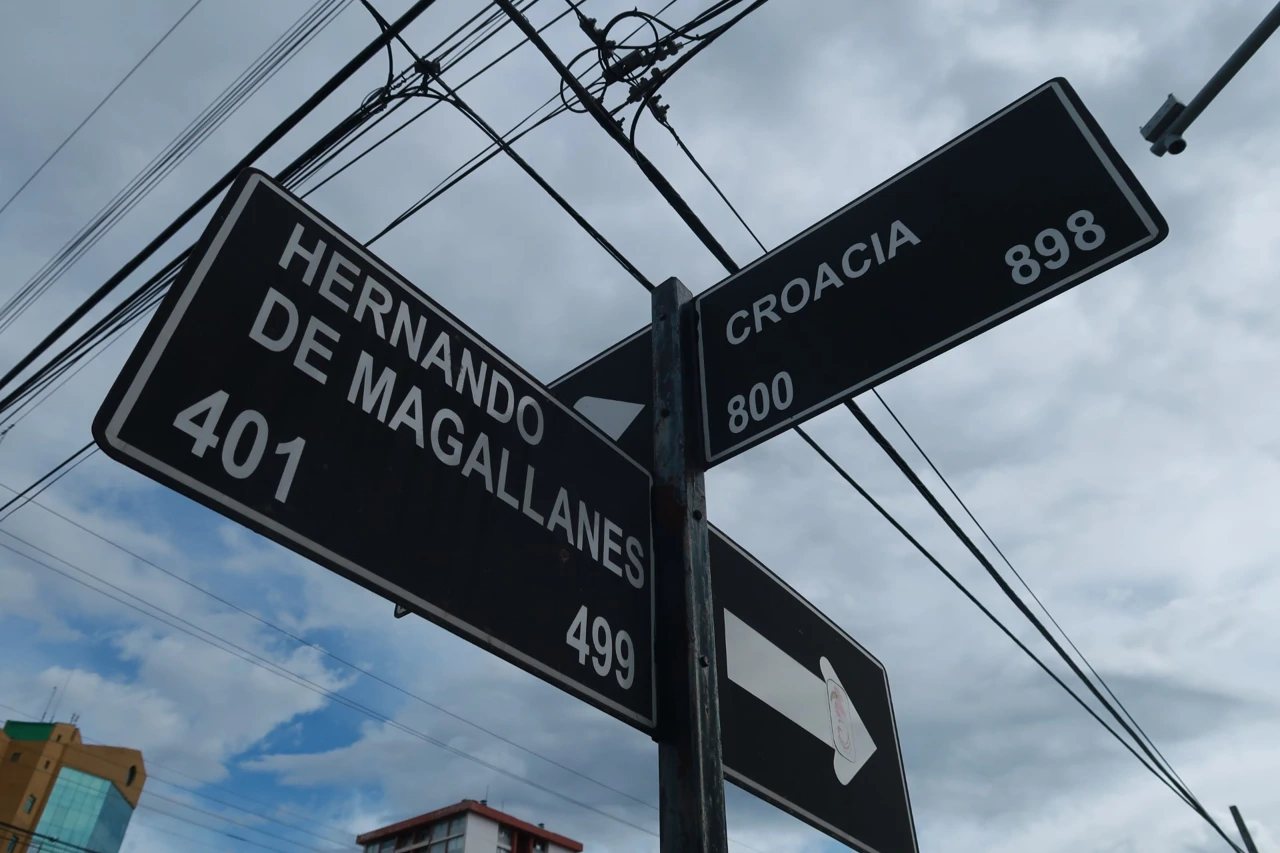 HERNANDO
DE MAGALLANES
401
499
CROACIA
800
898